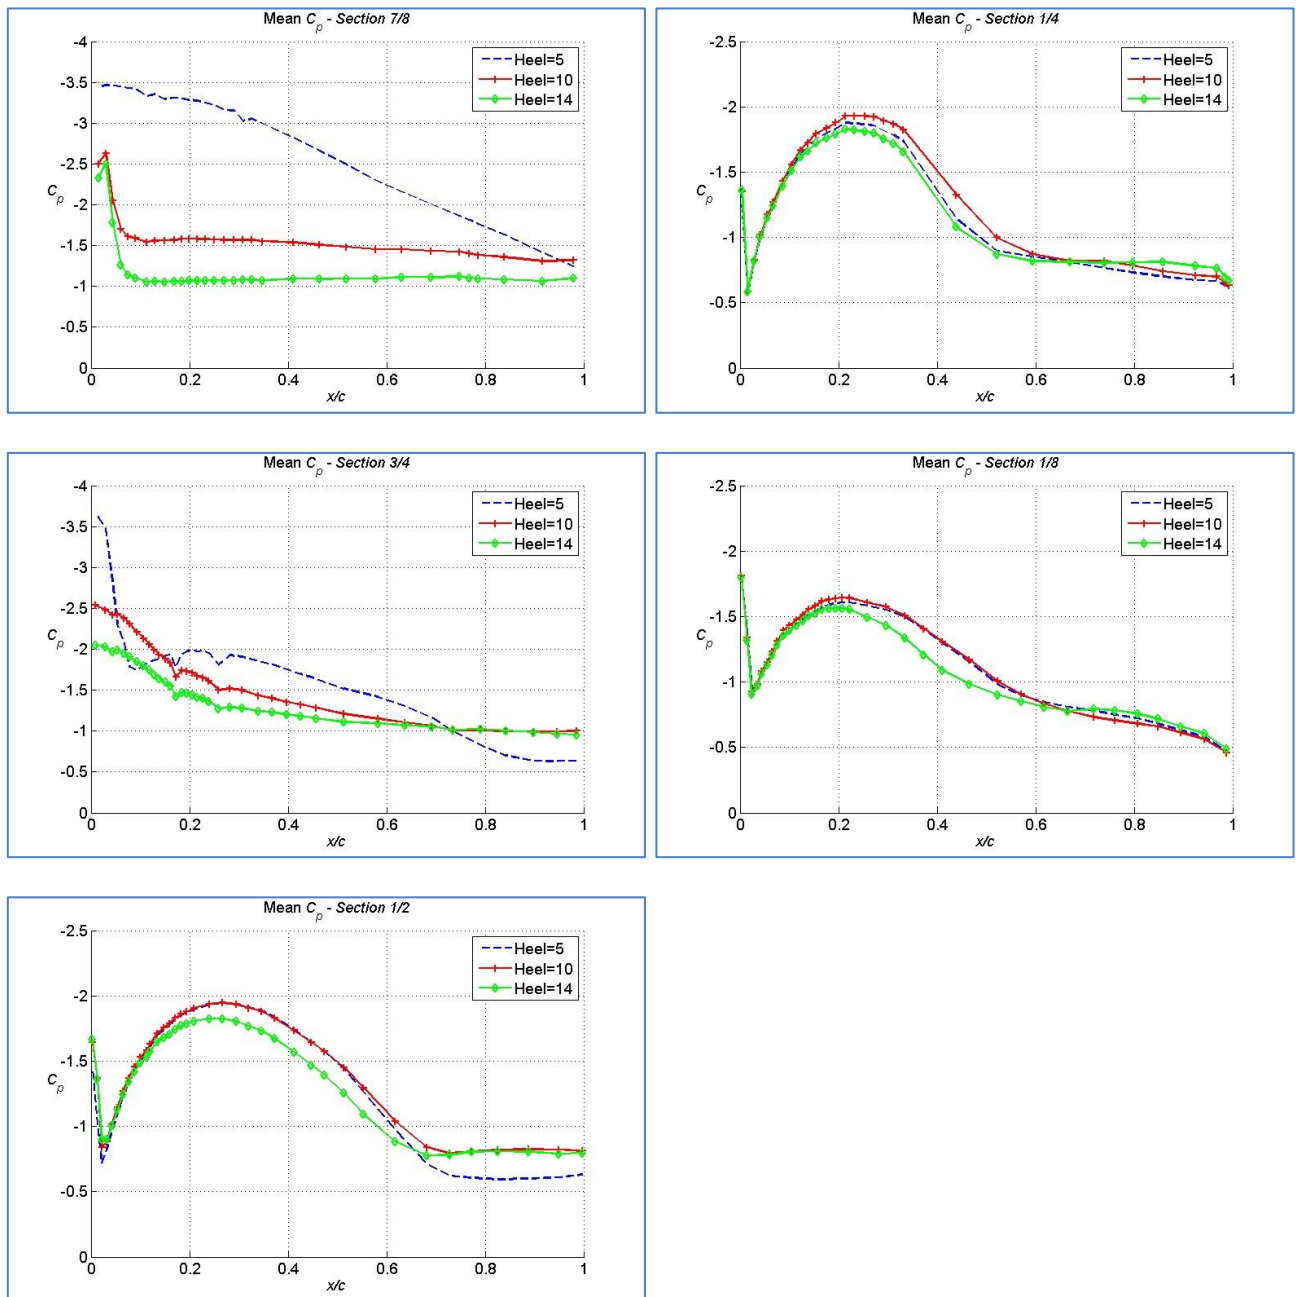 Mean Cp - Section 7/8
-4
-3.5
-3
-2.5
-2
-1.5
-1
-0.5
0
Cp
0 0.2 0.4 0.6 0.8 1
x/c
Heel=5
Heel=10
Heel=14
Mean Cp - Section 1/4
-2.5
-2
-1.5
-1
-0.5
0
Cp
0 0.2 0.4 0.6 0.8 1
x/c
Heel=5
Heel=10
Heel=14
Mean Cp - Section 3/4
-4
-3.5
-3
-2.5
-2
-1.5
-1
-0.5
0
Cp
0 0.2 0.4 0.6 0.8 1
x/c
Heel=5
Heel=10
Heel=14
Mean Cp - Section 1/8
-2.5
-2
-1.5
-1
-0.5
0
Cp
0 0.2 0.4 0.6 0.8 1
x/c
Heel=5
Heel=10
Heel=14
Mean Cp - Section 1/2
-2.5
-2
-1.5
-1
-0.5
0
Cp
0 0.2 0.4 0.6 0.8 1
x/c
Heel=5
Heel=10
Heel=14